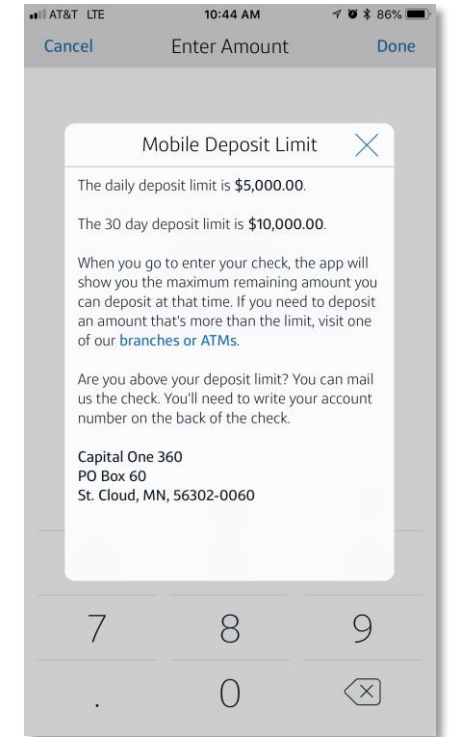 AT&T LTE 10:44 AM 86%
Cancel Enter Amount Done
Mobile Deposit Limit
The daily deposit limit is $5,000.00.
The 30 day deposit limit is $10,000.00.
When you go to enter your check, the app will
show you the maximum remaining amount you
can deposit at that time. If you need to deposit
an amount that's more than the limit, visit one
of our branches or ATMs.
Are you above your deposit limit? You can mail
us the check. You'll need to write your account
number on the back of the check.
Capital One 360
PO Box 60
St. Cloud, MN, 56302-0060
7 8 9
. 0